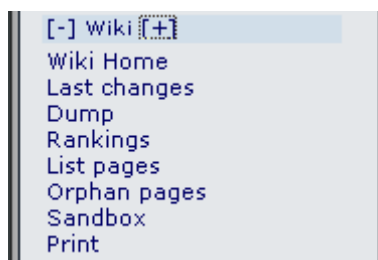 [-] Wiki [+]
Wiki Home
Last changes
Dump
Rankings
List pages
Orphan pages
Sandbox
Print